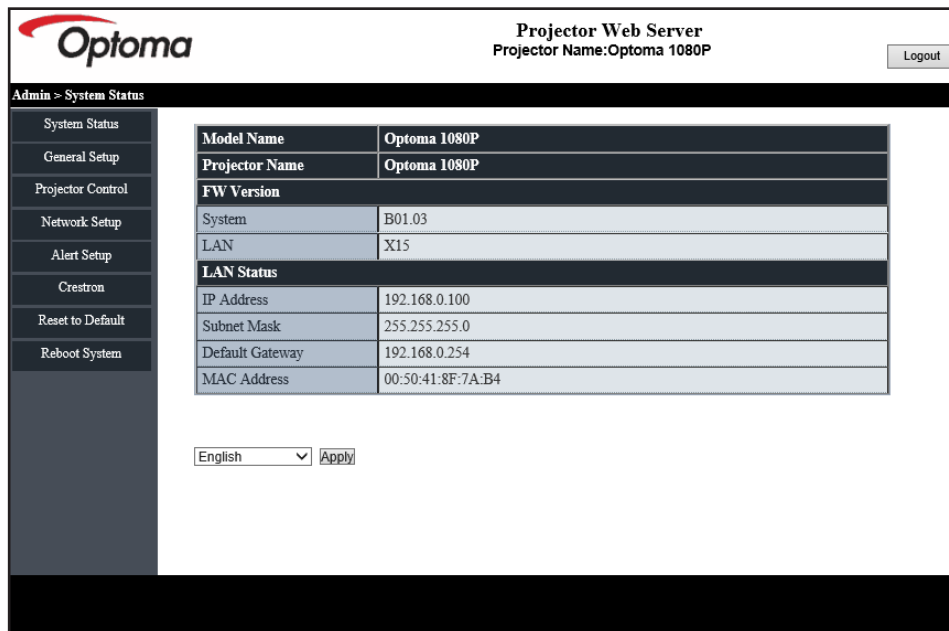 Optoma
Projector Web Server
Projector Name:Optoma 1080P
Logout
Admin > System Status
System Status
General Setup
Projector Control
Network Setup
Alert Setup
Crestron
Reset to Default
Reboot System
Model Name Optoma 1080P
Projector Name Optoma 1080P
FW Version
System B01.03
LAN X15
LAN Status
IP Address 192.168.0.100
Subnet Mask 255.255.255.0
Default Gateway 192.168.0.254
MAC Address 00:50:41:8F:7A:B4
English Apply